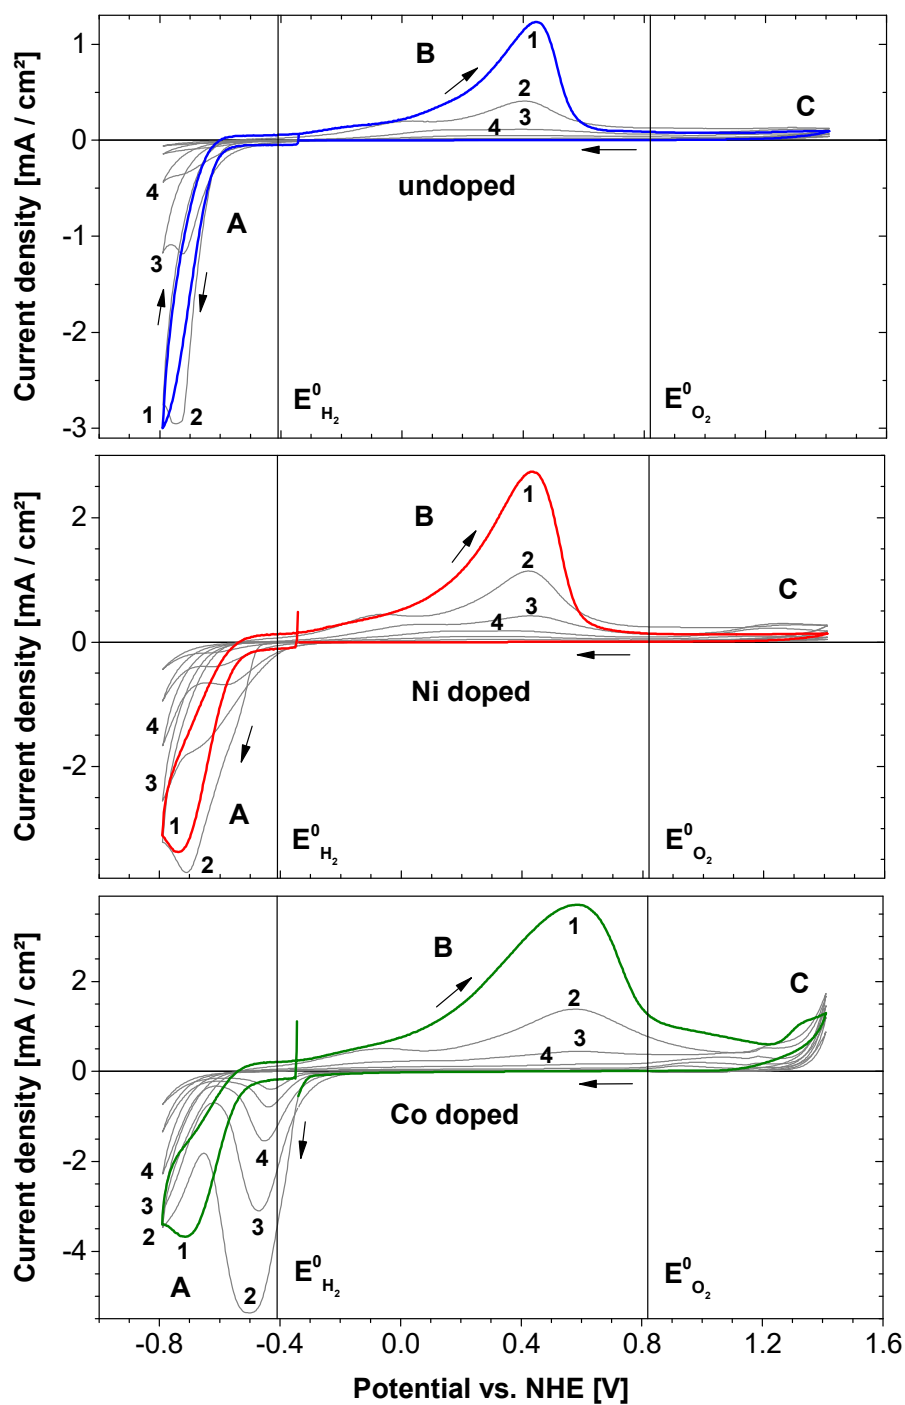 Current density [mA / cm²]
1
0
-1
-2
-3
B
1
2
3
4
C
undoped
4
A
3
1
2
E⁰H₂
E⁰O₂
Current density [mA / cm²]
2
0
-2
B
1
2
3
4
C
Ni doped
4
3
1
2
A
E⁰H₂
E⁰O₂
Current density [mA / cm²]
2
0
-2
-4
B
1
2
3
4
C
Co doped
4
3
2
1
A
4
3
2
E⁰H₂
E⁰O₂
-0.8 -0.4 0.0 0.4 0.8 1.2 1.6
Potential vs. NHE [V]